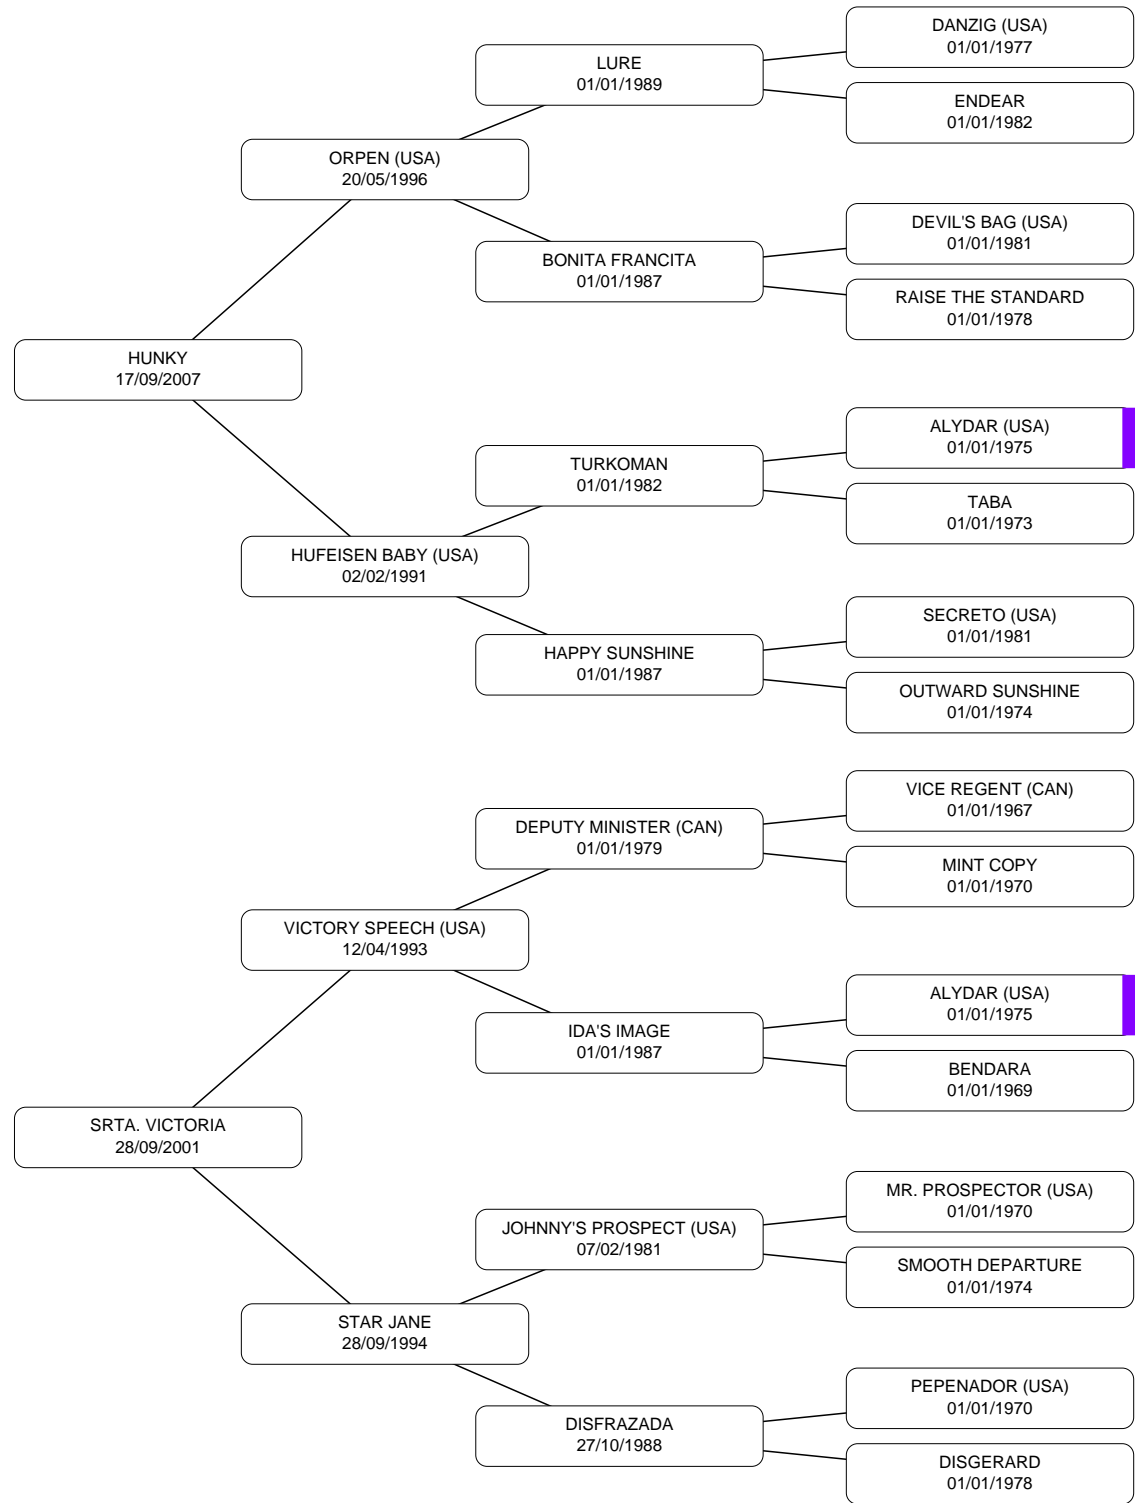 DANZIG (USA)
01/01/1977
LURE
01/01/1989
ENDEAR
01/01/1982
ORPEN (USA)
20/05/1996
DEVIL'S BAG (USA)
01/01/1981
BONITA FRANCITA
01/01/1987
RAISE THE STANDARD
01/01/1978
HUNKY
17/09/2007
ALYDAR (USA)
01/01/1975
TURKOMAN
01/01/1982
TABA
01/01/1973
HUFEISEN BABY (USA)
02/02/1991
SECRETO (USA)
01/01/1981
HAPPY SUNSHINE
01/01/1987
OUTWARD SUNSHINE
01/01/1974
VICE REGENT (CAN)
01/01/1967
DEPUTY MINISTER (CAN)
01/01/1979
MINT COPY
01/01/1970
VICTORY SPEECH (USA)
12/04/1993
ALYDAR (USA)
01/01/1975
IDA'S IMAGE
01/01/1987
BENDARA
01/01/1969
SRTA. VICTORIA
28/09/2001
MR. PROSPECTOR (USA)
01/01/1970
JOHNNY'S PROSPECT (USA)
07/02/1981
SMOOTH DEPARTURE
01/01/1974
STAR JANE
28/09/1994
PEPENADOR (USA)
01/01/1970
DISFRAZADA
27/10/1988
DISGERARD
01/01/1978